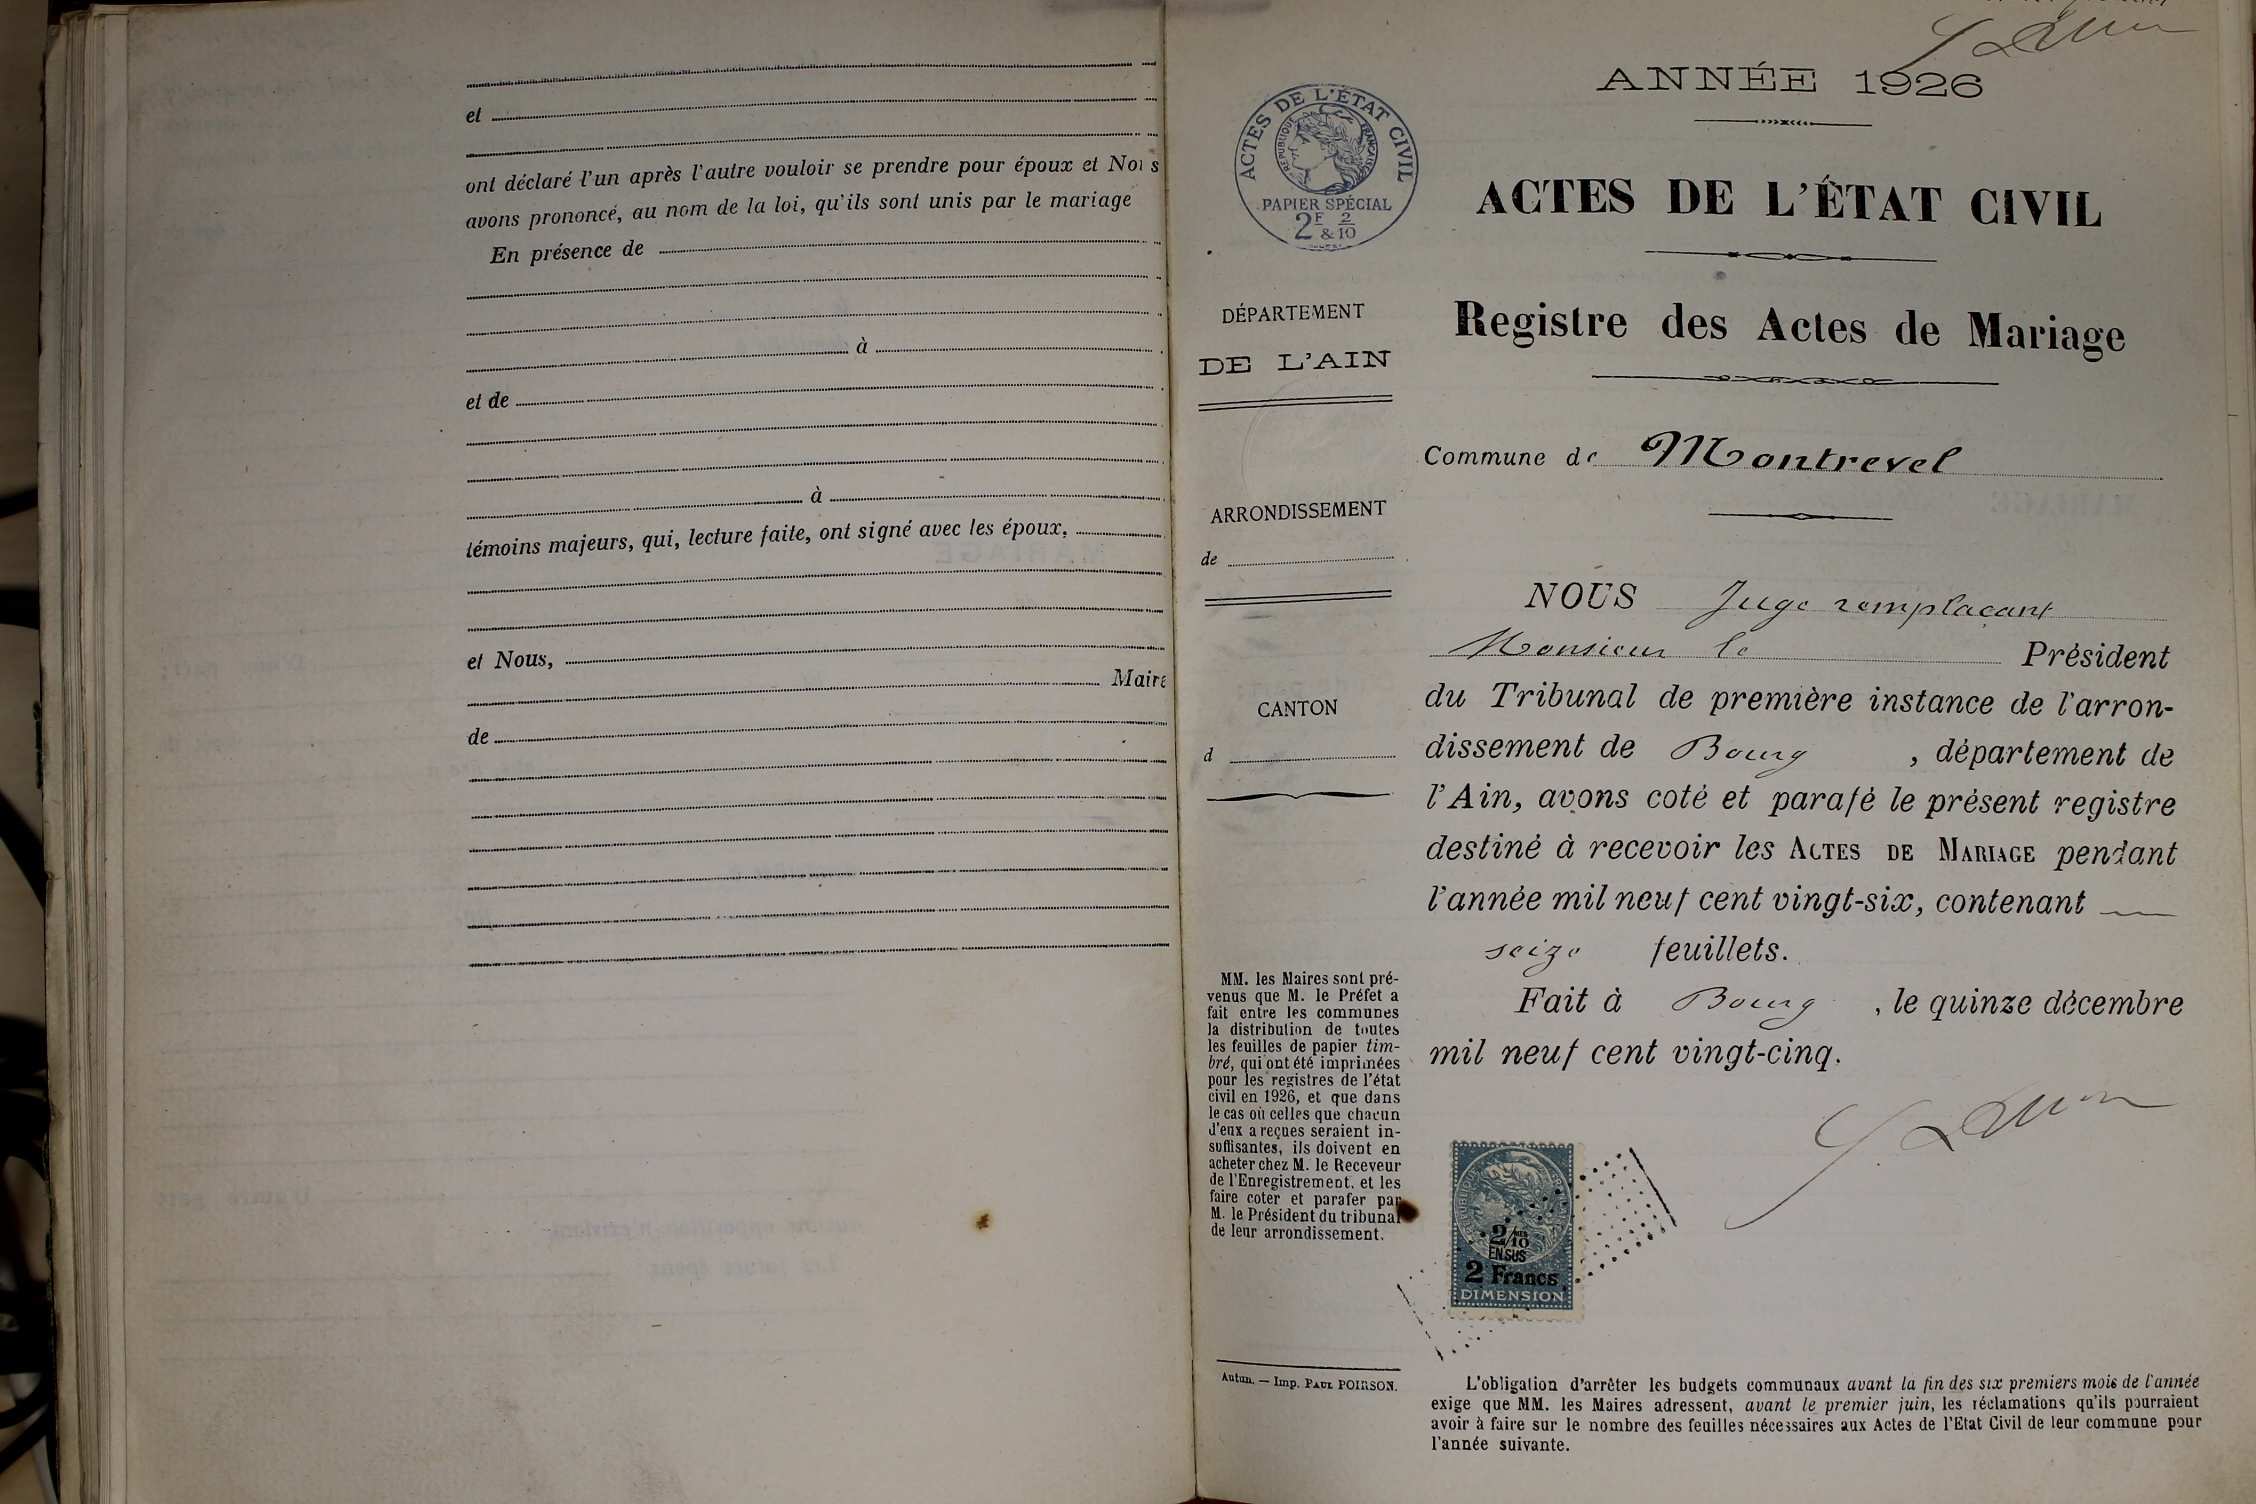 et
ont déclaré l'un après l'autre vouloir se prendre pour époux et Nous
avons prononcé, au nom de la loi, qu'ils sont unis par le mariage
En présence de
à
et de
à
témoins majeurs, qui, lecture faite, ont signé avec les époux,
et Nous,
Maire
de
ANNÉE 1926
ACTES DE L'ÉTAT CIVIL
RÉPUBLIQUE FRANÇAISE
PAPIER SPÉCIAL
2F & 2/10
ACTES DE L'ÉTAT CIVIL
Registre des Actes de Mariage
DÉPARTEMENT
DE L'AIN
Commune de Montrevel
ARRONDISSEMENT
de
CANTON
d
NOUS Juge remplaçant
Monsieur le Président
du Tribunal de première instance de l'arron-
dissement de Bourg, département de
l'Ain, avons coté et parafé le présent registre
destiné à recevoir les ACTES DE MARIAGE pendant
l'année mil neuf cent vingt-six, contenant
seize feuillets.
Fait à Bourg, le quinze décembre
mil neuf cent vingt-cinq.
MM. les Maires sont pré-
venus que M. le Préfet a
fait entre les communes
la distribution de toutes
les feuilles de papier tim-
bré, qui ont été imprimées
pour les registres de l'état
civil en 1926, et que dans
le cas où celles que chacun
d'eux a reçues seraient in-
suffisantes, ils doivent en
acheter chez M. le Receveur
de l'Enregistrement, et les
faire coter et parafer par
M. le Président du tribunal
de leur arrondissement.
2/10
EN SUS
2 Francs
DIMENSION
Autun. — Imp. PAUL POIRSON.
L'obligation d'arrêter les budgets communaux avant la fin des six premiers mois de l'année
exige que MM. les Maires adressent, avant le premier juin, les réclamations qu'ils pourraient
avoir à faire sur le nombre des feuilles nécessaires aux Actes de l'Etat Civil de leur commune pour
l'année suivante.